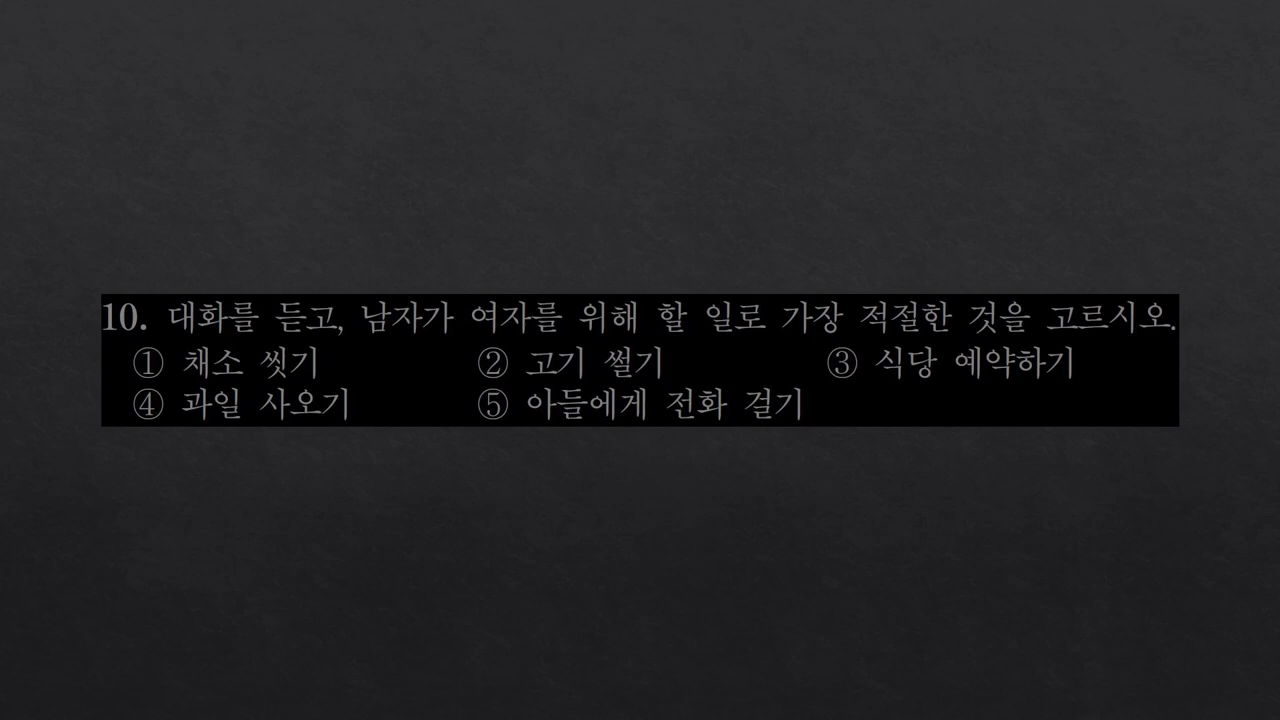 10. 대화를 듣고, 남자가 여자를 위해 할 일로 가장 적절한 것을 고르시오.
① 채소 씻기 ② 고기 썰기 ③ 식당 예약하기
④ 과일 사오기 ⑤ 아들에게 전화 걸기